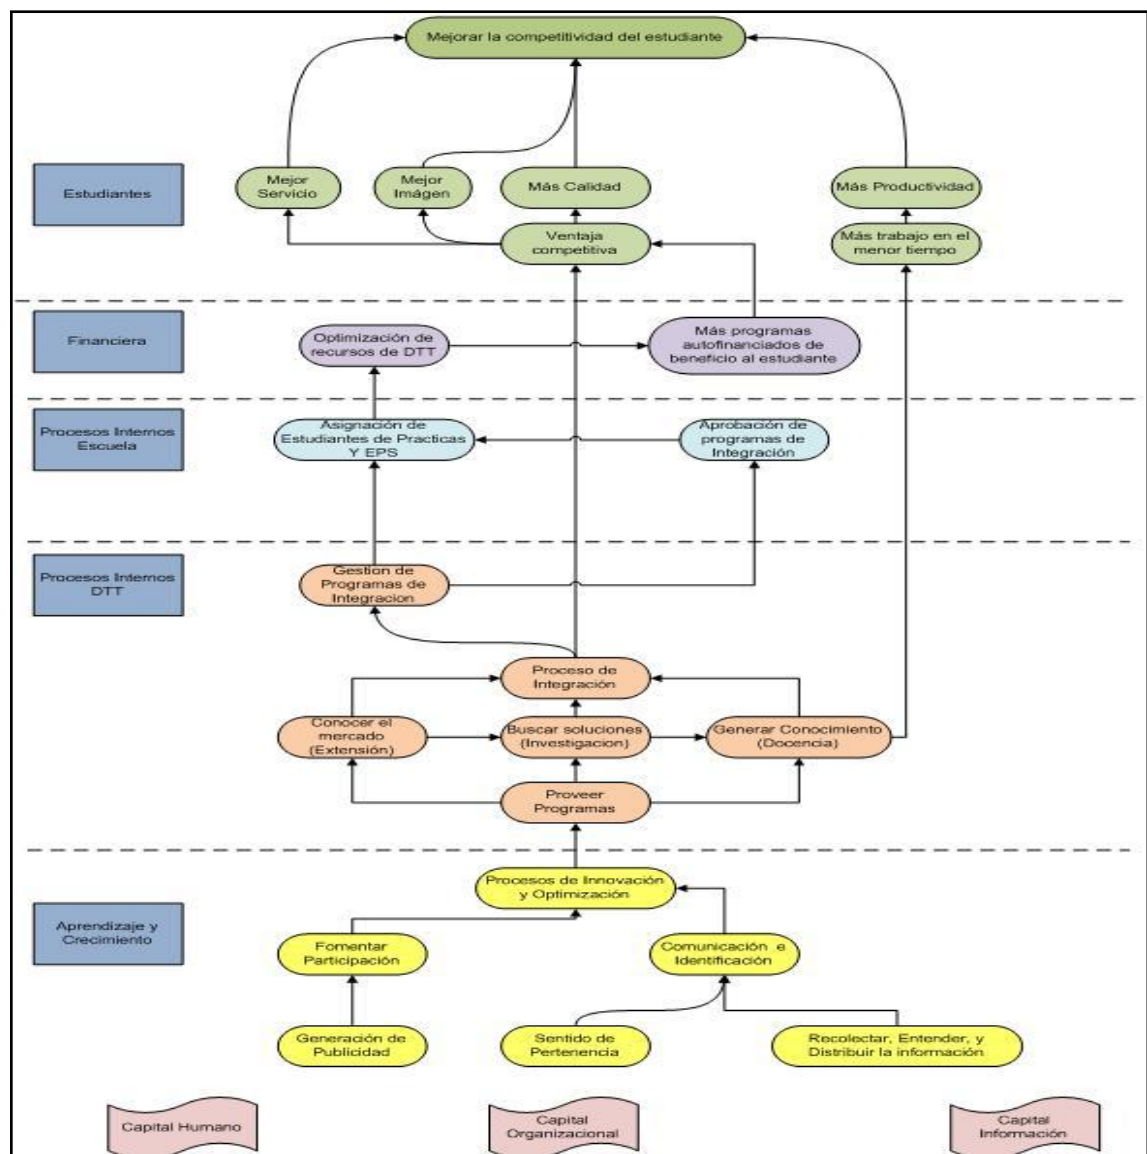 Mejorar la competitividad del estudiante
Estudiantes
Mejor
Servicio
Mejor
Imágen
Más Calidad
Más Productividad
Ventaja
competitiva
Más trabajo en el
menor tiempo
Financiera
Optimización de
recursos de DTT
Más programas
autofinanciados de
beneficio al estudiante
Procesos Internos
Escuela
Asignación de
Estudiantes de Practicas
Y EPS
Aprobación de
programas de
Integración
Procesos Internos
DTT
Gestion de
Programas de
Integracion
Proceso de
Integración
Conocer el
mercado
(Extensión)
Buscar soluciones
(Investigacion)
Generar Conocimiento
(Docencia)
Proveer
Programas
Procesos de Innovación
y Optimización
Aprendizaje y
Crecimiento
Fomentar
Participación
Comunicación e
Identificación
Generación de
Publicidad
Sentido de
Pertenencia
Recolectar, Entender, y
Distribuir la información
Capital Humano
Capital
Organizacional
Capital
Información